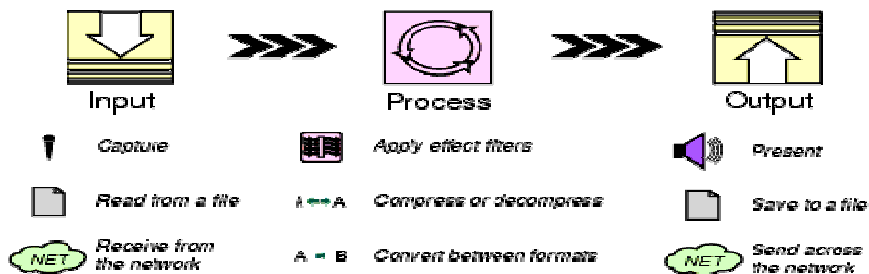 Input
Process
Output
Capture
Apply effect filters
Present
Read from a file
A A
Compress or decompress
Save to a file
NET
Receive from
the network
A B
Convert between formats
NET
Send across
the network